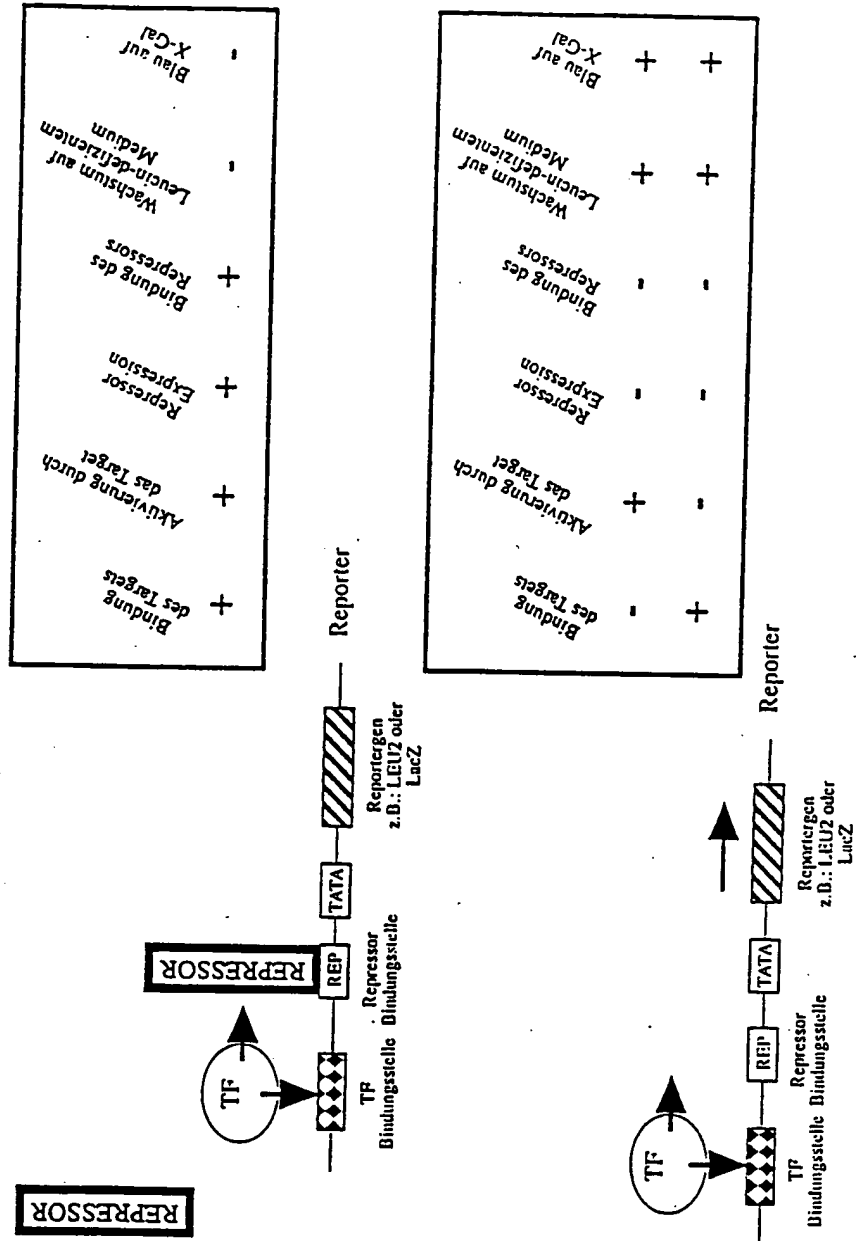 Bindung
des Targets
Aktivierung durch
das Target
Repressor
Expression
Bindung des
Repressors
Wachstum auf
Leucin-defizientem
Medium
Blau auf
X-Gal
+ + + + - -
REPRESSOR
TF
REPRESSOR
REP
TATA
Reporter
TF
Bindungsstelle
Repressor
Bindungsstelle
Reportergen
z.B.: LEU2 oder
LacZ
Bindung
des Targets
Aktivierung durch
das Target
Repressor
Expression
Bindung des
Repressors
Wachstum auf
Leucin-defizientem
Medium
Blau auf
X-Gal
- + - - + +
+ - - - + +
TF
REP
TATA
Reporter
TF
Bindungsstelle
Repressor
Bindungsstelle
Reportergen
z.B.: LEU2 oder
LacZ